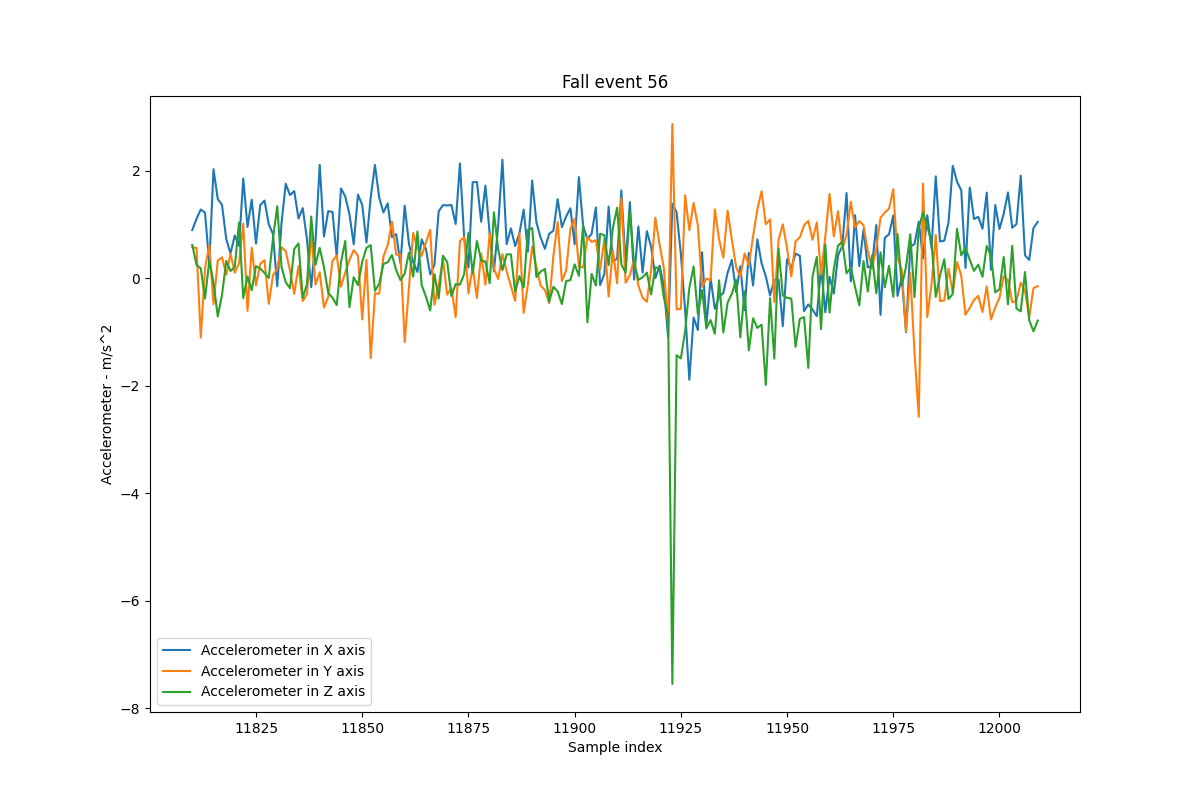 Fall event 56
Accelerometer - m/s^2
2
0
−2
−4
−6
−8
Accelerometer in X axis
Accelerometer in Y axis
Accelerometer in Z axis
11825 11850 11875 11900 11925 11950 11975 12000
Sample index